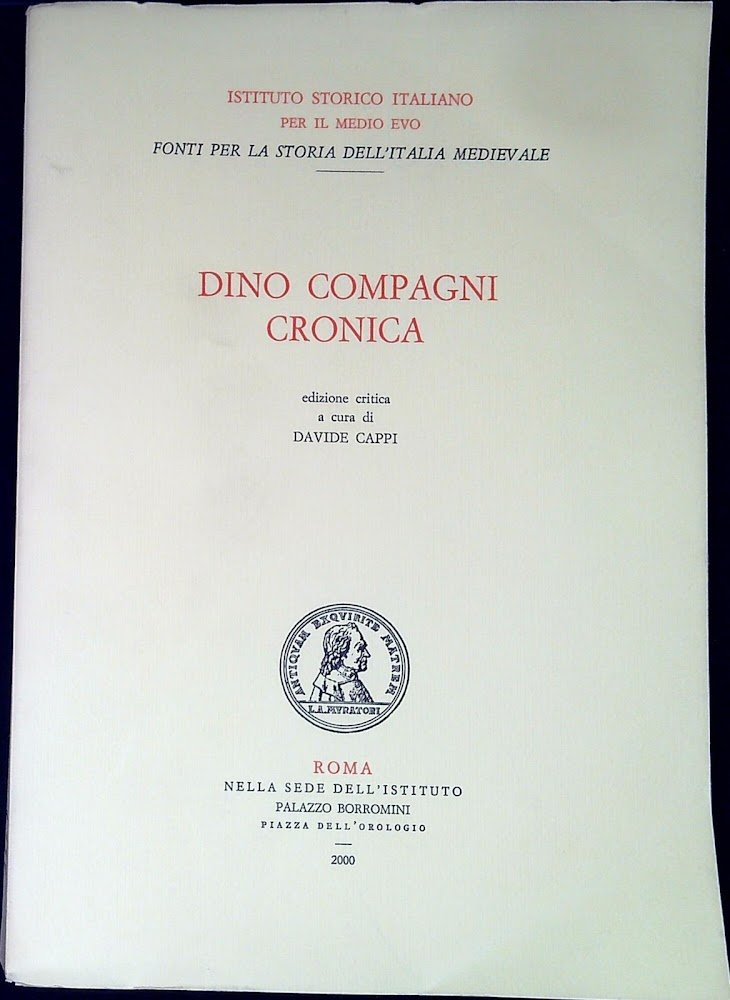 ISTITUTO STORICO ITALIANO
PER IL MEDIO EVO
FONTI PER LA STORIA DELL'ITALIA MEDIEVALE
DINO COMPAGNI
CRONICA
edizione critica
a cura di
DAVIDE CAPPI
ANTIQVAM EXQVIRITE MATREM
L.A.MVRATORI
ROMA
NELLA SEDE DELL'ISTITUTO
PALAZZO BORROMINI
PIAZZA DELL'OROLOGIO
2000